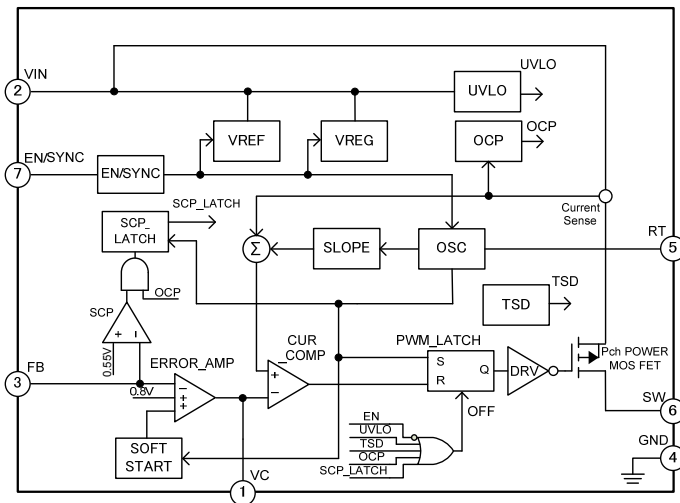 VIN
2
UVLO
UVLO
VREF
VREG
OCP
OCP
EN/SYNC
7
EN/SYNC
SCP_LATCH
SCP_
LATCH
Current
Sense
Σ
SLOPE
OSC
RT
5
OCP
SCP
+
−
TSD
TSD
0.55V
ERROR_AMP
CUR
_COMP
PWM_LATCH
FB
3
0.8V
−
+
+
+
−
S
R
Q
DRV
Pch POWER
MOS FET
SW
6
OFF
SOFT
START
EN
UVLO
TSD
OCP
SCP_LATCH
GND
4
VC
1